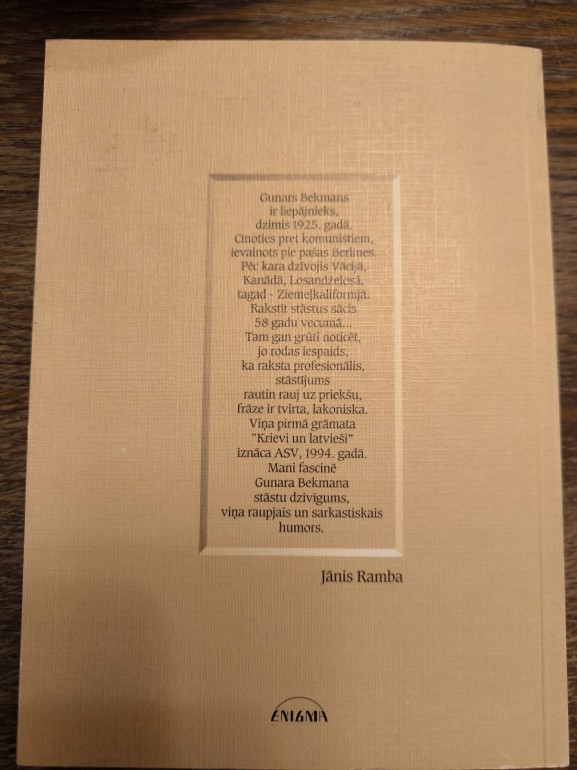 Gunars Bekmans
ir liepājnieks,
dzimis 1925. gadā.
Cīnoties pret komunistiem,
ievainots pie pašas Berlīnes.
Pēc kara dzīvojis Vācijā,
Kanādā, Losandželosā,
tagad - Ziemeļkalifornijā.
Rakstīt stāstus sācis
58 gadu vecumā...
Tam gan grūti noticēt,
jo rodas iespaids,
ka raksta profesionālis,
stāstījums
rautin rauj uz priekšu,
frāze ir tvirta, lakoniska.
Viņa pirmā grāmata
"Krievi un latvieši"
iznāca ASV, 1994. gadā.
Mani fascinē
Gunara Bekmana
stāstu dzīvīgums,
viņa raupjais un sarkastiskais
humors.
Jānis Ramba
ENIGMA